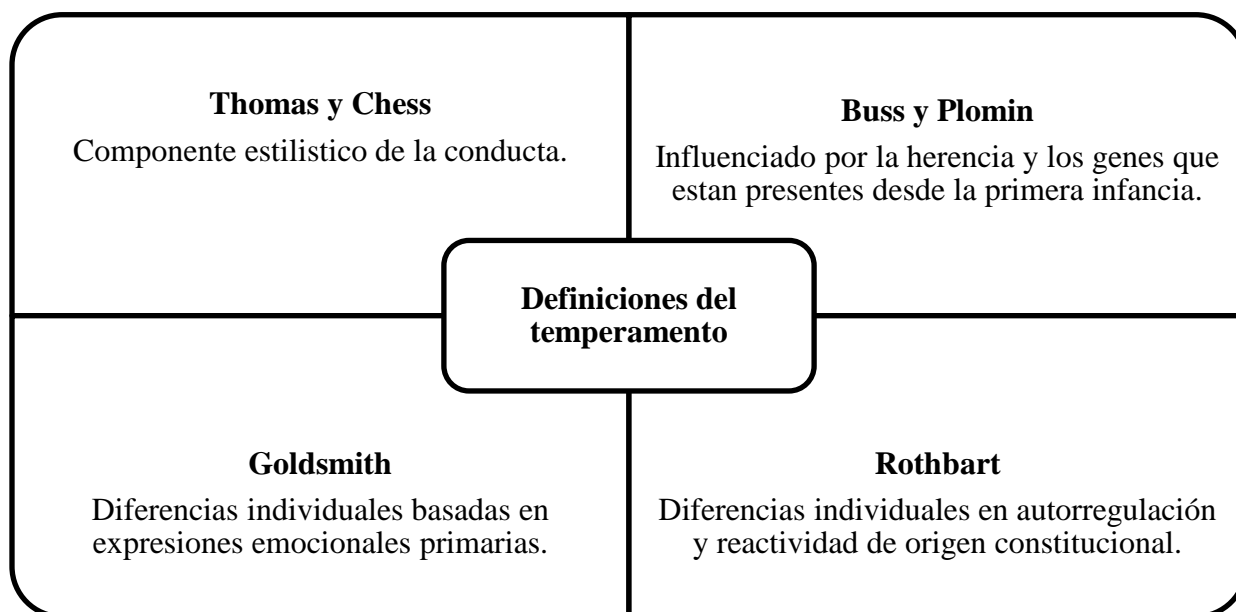 Thomas y Chess
Componente estilistico de la conducta.
Buss y Plomin
Influenciado por la herencia y los genes que
estan presentes desde la primera infancia.
Definiciones del
temperamento
Goldsmith
Diferencias individuales basadas en
expresiones emocionales primarias.
Rothbart
Diferencias individuales en autorregulación
y reactividad de origen constitucional.